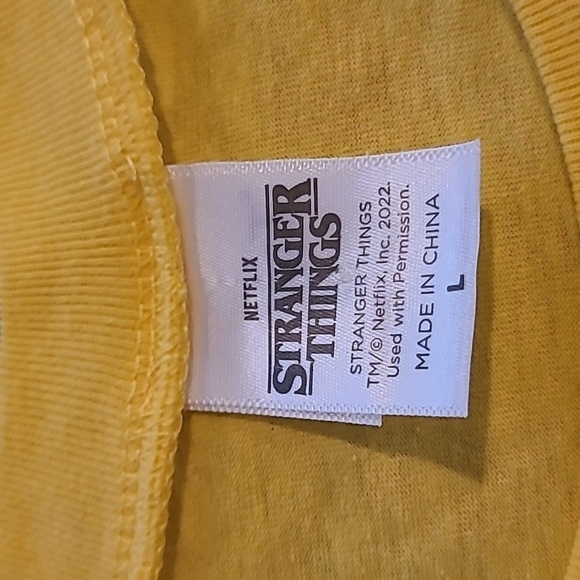 NETFLIX
STRANGER
THINGS
STRANGER THINGS
TM/© Netflix, Inc. 2022.
Used with Permission.
MADE IN CHINA
L